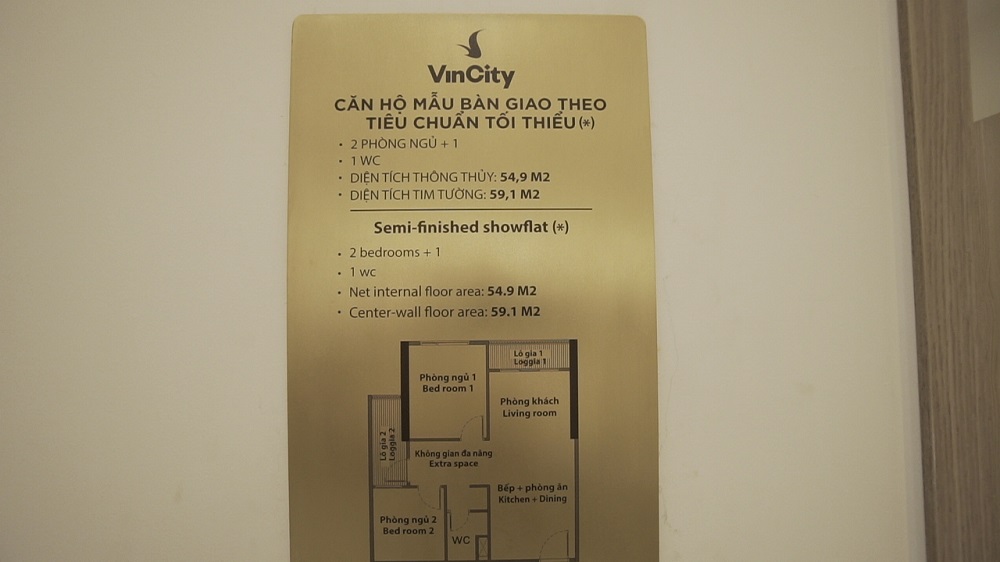 VinCity
CĂN HỘ MẪU BÀN GIAO THEO
TIÊU CHUẨN TỐI THIỂU (*)
• 2 PHÒNG NGỦ + 1
• 1 WC
• DIỆN TÍCH THÔNG THỦY: 54,9 M2
• DIỆN TÍCH TIM TƯỜNG: 59,1 M2
Semi-finished showflat (*)
• 2 bedrooms + 1
• 1 wc
• Net internal floor area: 54.9 M2
• Center-wall floor area: 59.1 M2
Lô gia 1
Loggia 1
Phòng ngủ 1
Bed room 1
Phòng khách
Living room
Lô gia 2
Loggia 2
Không gian đa năng
Extra space
Bếp + phòng ăn
Kitchen + Dining
Phòng ngủ 2
Bed room 2
WC